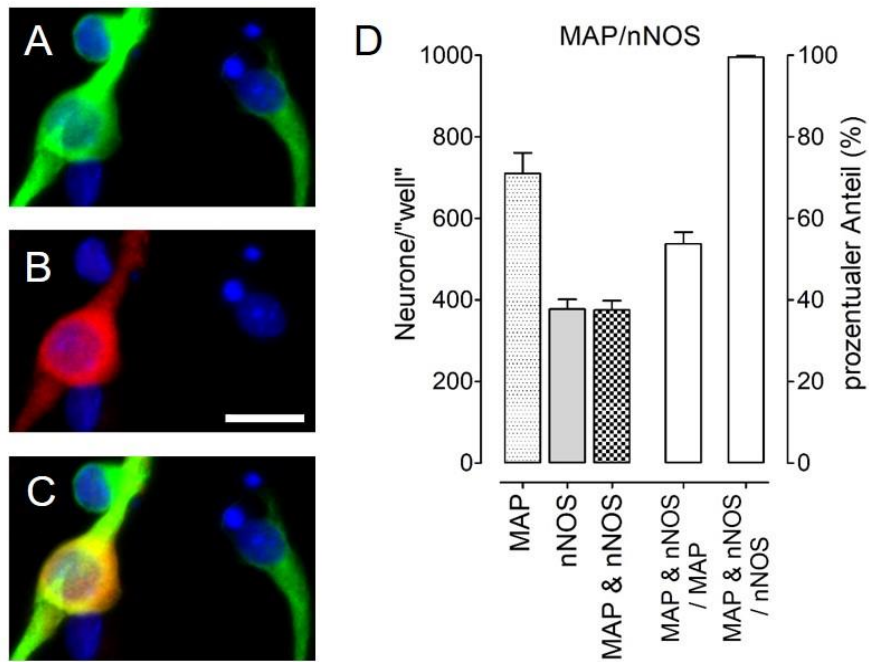 A
B
C
D
MAP/nNOS
Neurone/"well"
1000
800
600
400
200
0
prozentualer Anteil (%)
100
80
60
40
20
0
MAP
nNOS
MAP & nNOS
MAP & nNOS
/ MAP
MAP & nNOS
/ nNOS